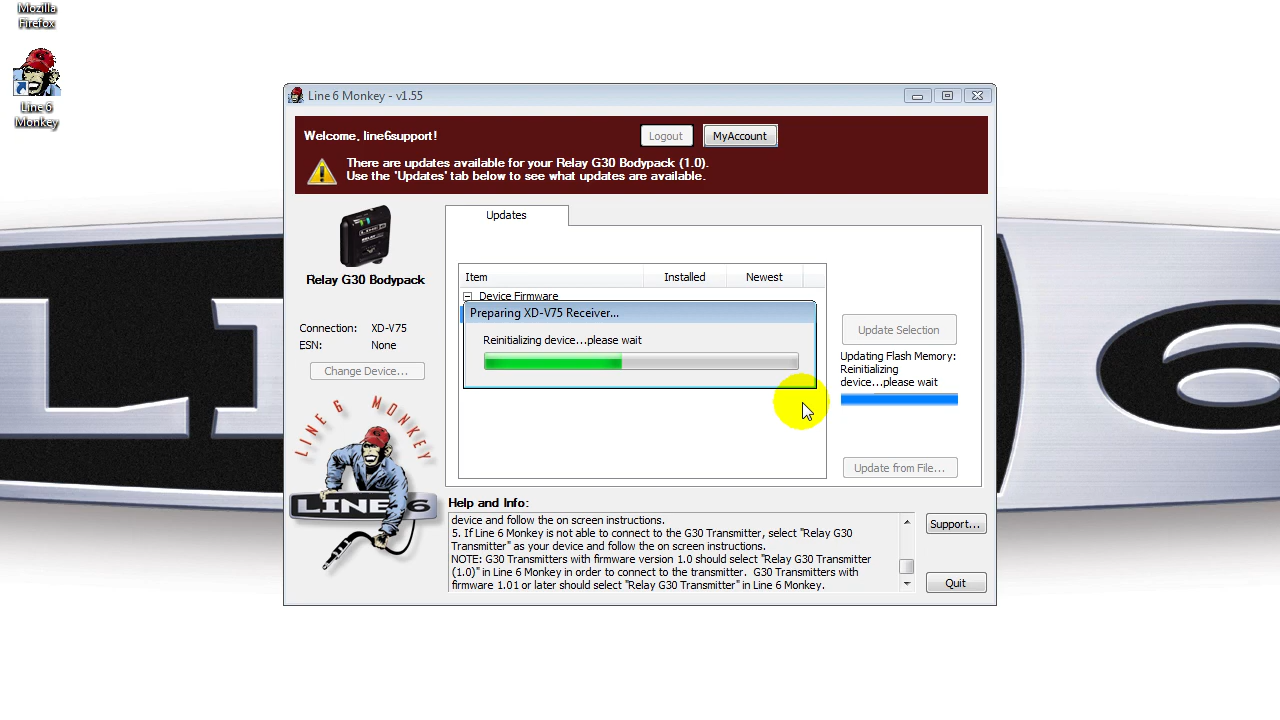 Mozilla
Firefox
Line 6
Monkey
Line 6 Monkey - v1.55
Welcome, line6support!
Logout
MyAccount
There are updates available for your Relay G30 Bodypack (1.0).
Use the 'Updates' tab below to see what updates are available.
Relay G30 Bodypack
Connection: XD-V75
ESN: None
Change Device...
LINE 6 MONKEY
LINE 6
Updates
Item Installed Newest
Device Firmware
Preparing XD-V75 Receiver...
Reinitializing device...please wait
Update Selection
Updating Flash Memory:
Reinitializing
device...please wait
Update from File...
Help and Info:
device and follow the on screen instructions.
5. If Line 6 Monkey is not able to connect to the G30 Transmitter, select "Relay G30
Transmitter" as your device and follow the on screen instructions.
NOTE: G30 Transmitters with firmware version 1.0 should select "Relay G30 Transmitter
(1.0)" in Line 6 Monkey in order to connect to the transmitter. G30 Transmitters with
firmware 1.01 or later should select "Relay G30 Transmitter" in Line 6 Monkey.
Support...
Quit